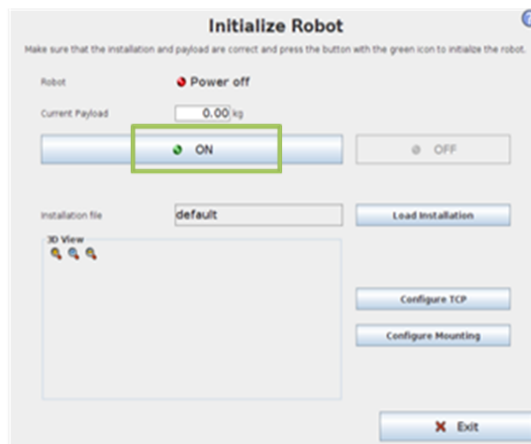 Initialize Robot
Make sure that the installation and payload are correct and press the button with the green icon to initialize the robot.
Robot
Power off
Current Payload
0.00 kg
ON
OFF
Installation file
default
Load Installation
3D View
Configure TCP
Configure Mounting
Exit